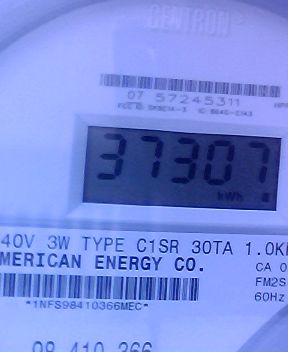 CENTRON
07 57245311
37307
kWh
40V 3W TYPE C1SR 30TA 1.0K
MERICAN ENERGY CO.
CA 0
FM2S
60Hz
*1NFS98410366MEC*
98 410 366